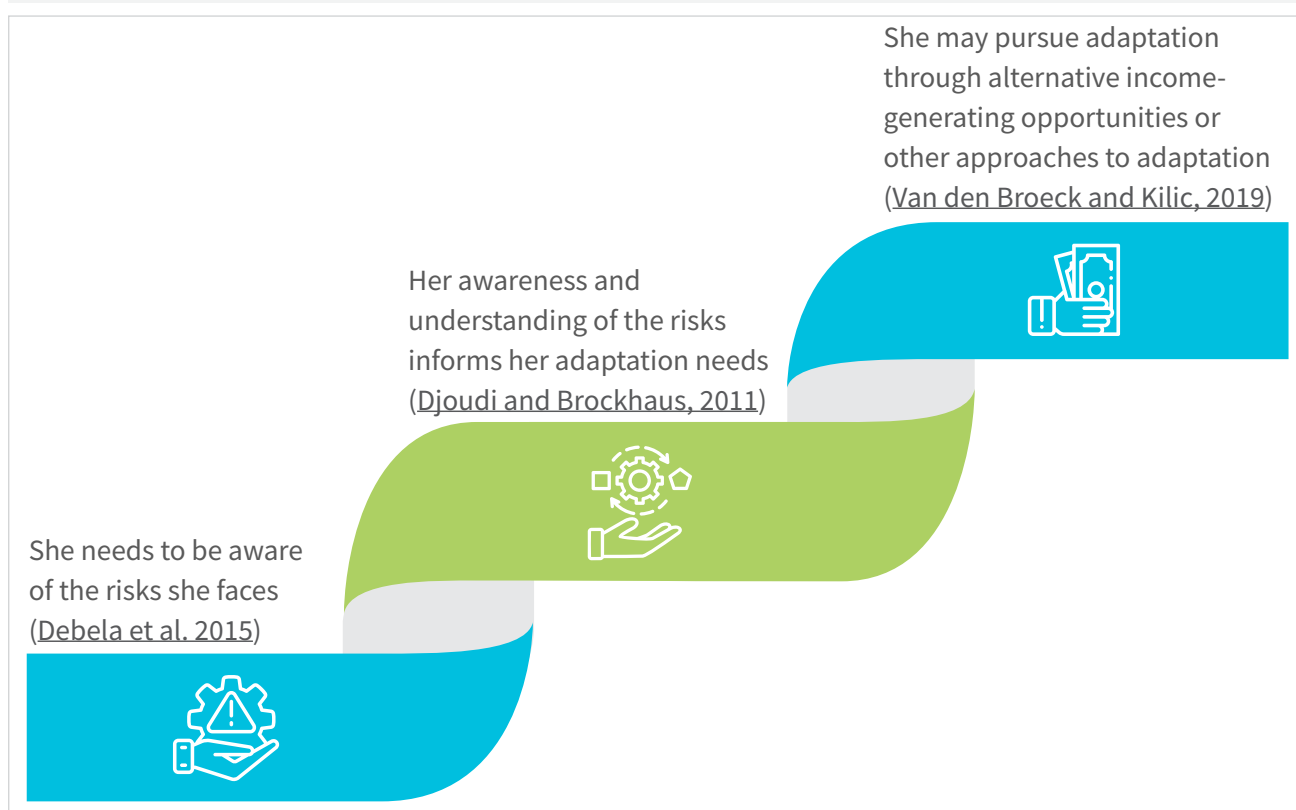 She may pursue adaptation
through alternative income-
generating opportunities or
other approaches to adaptation
(Van den Broeck and Kilic, 2019)
Her awareness and
understanding of the risks
informs her adaptation needs
(Djoudi and Brockhaus, 2011)
She needs to be aware
of the risks she faces
(Debela et al. 2015)